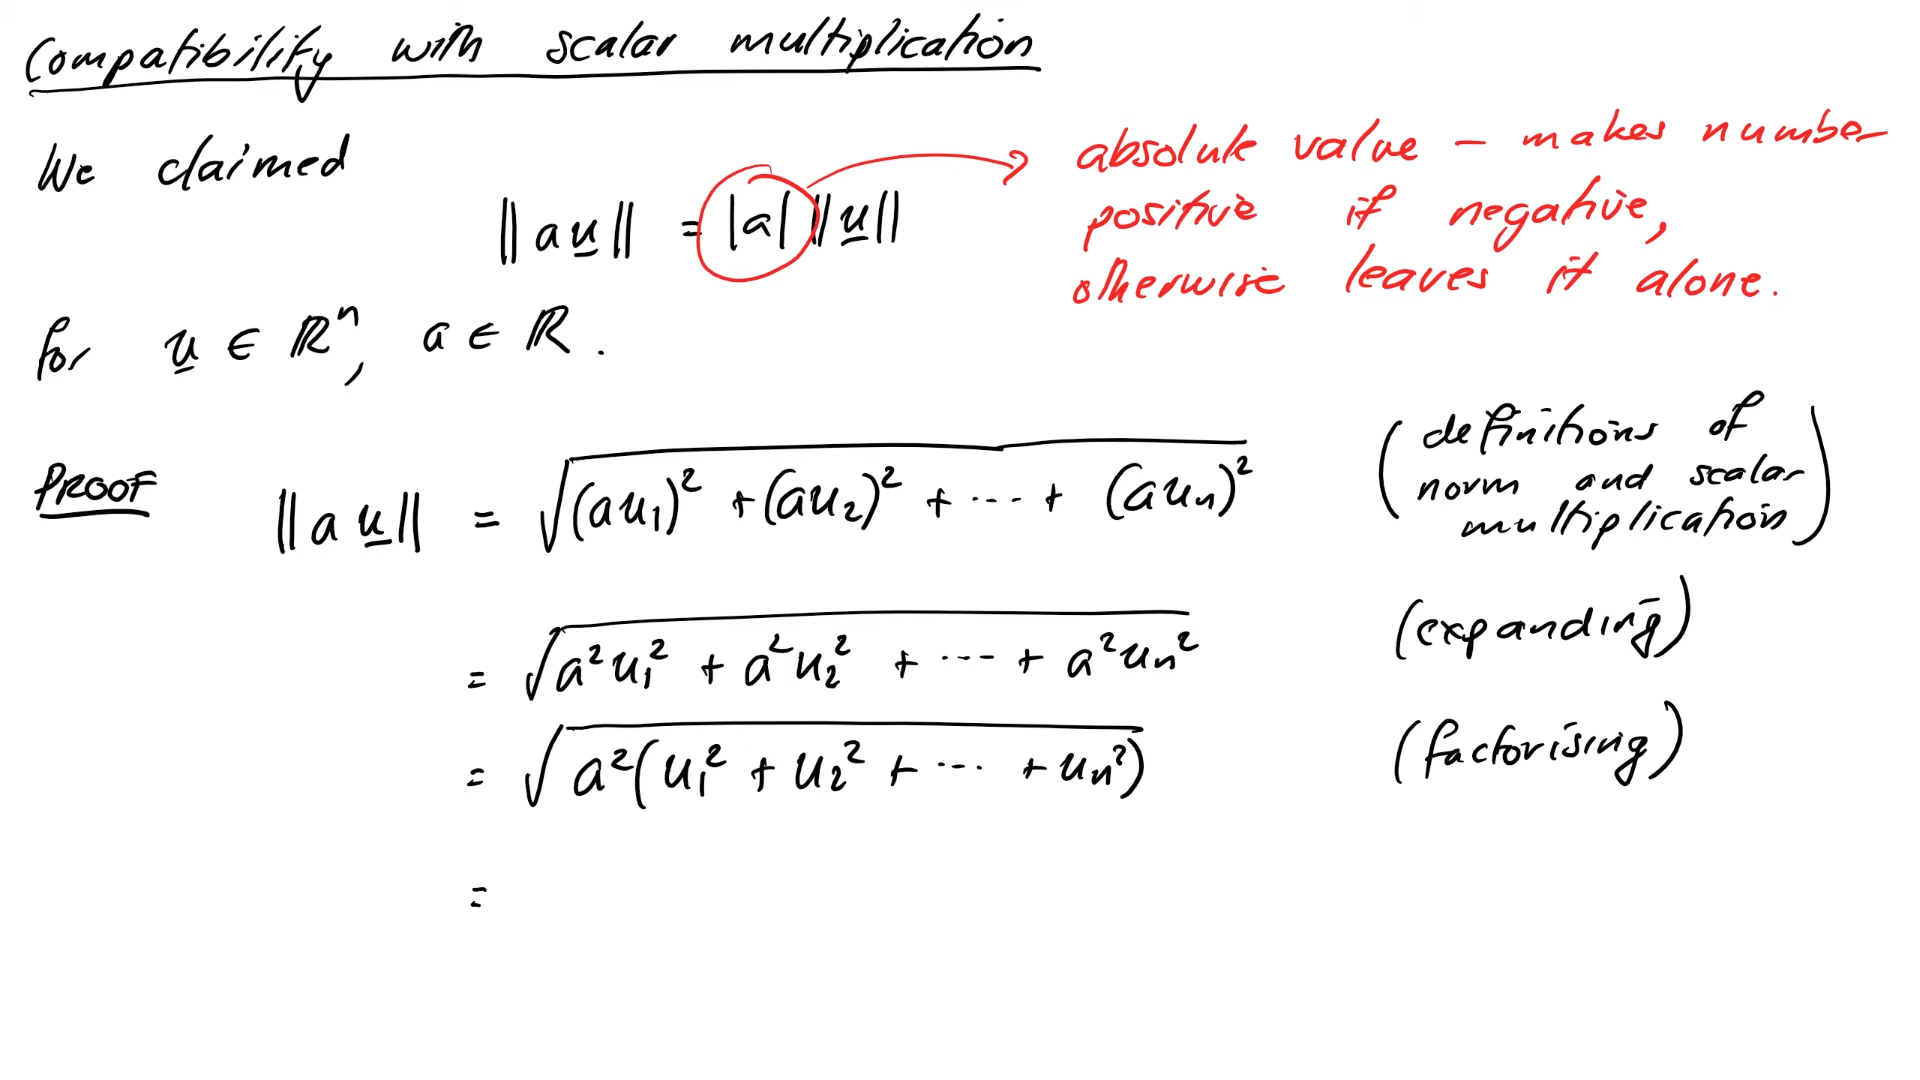 Compatibility with scalar multiplication
We claimed
‖a u̲‖ = |a| ‖u̲‖
absolute value – makes number
positive if negative,
otherwise leaves it alone.
for u̲ ∈ ℝⁿ, a ∈ ℝ.
PROOF ‖a u̲‖ = √((au₁)² + (au₂)² + ⋯ + (auₙ)²)
(definitions of
norm and scalar
multiplication)
= √(a²u₁² + a²u₂² + ⋯ + a²uₙ²) (expanding)
= √(a²(u₁² + u₂² + ⋯ + uₙ²)) (factorising)
=